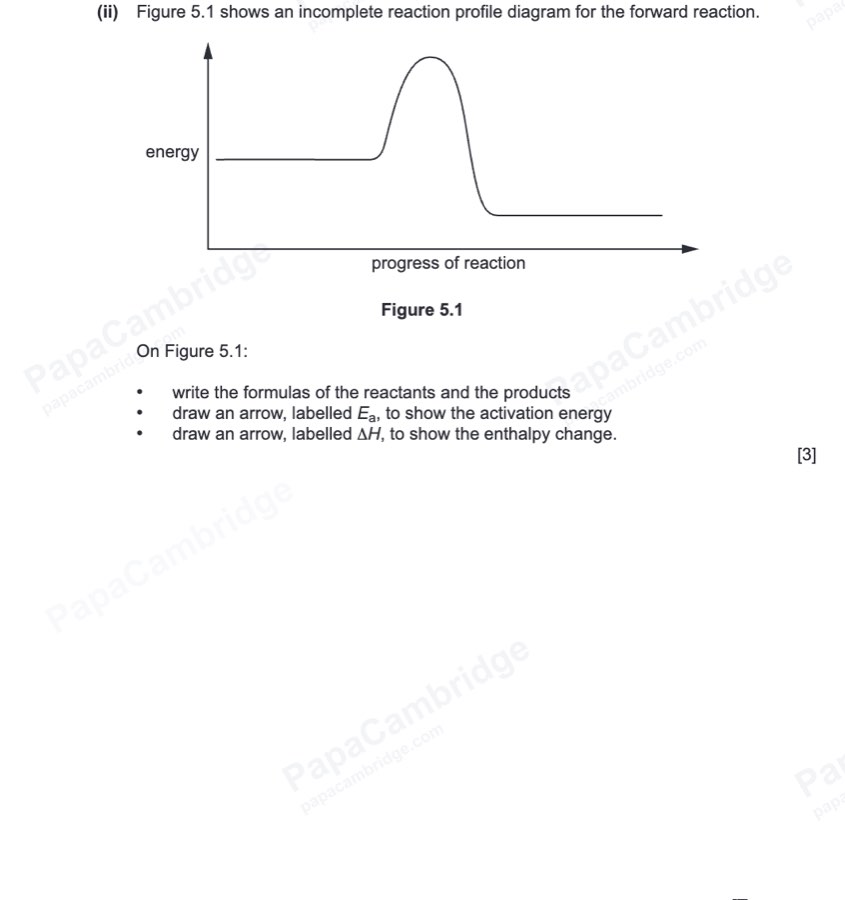 (ii) Figure 5.1 shows an incomplete reaction profile diagram for the forward reaction.
energy
progress of reaction
Figure 5.1
PapaCambridge
papacambridge.com
PapaCambridge
On Figure 5.1:
• write the formulas of the reactants and the products
• draw an arrow, labelled Eₐ, to show the activation energy
• draw an arrow, labelled ΔH, to show the enthalpy change.
[3]
PapaCambridge
PapaCambridge
papacambridge.com